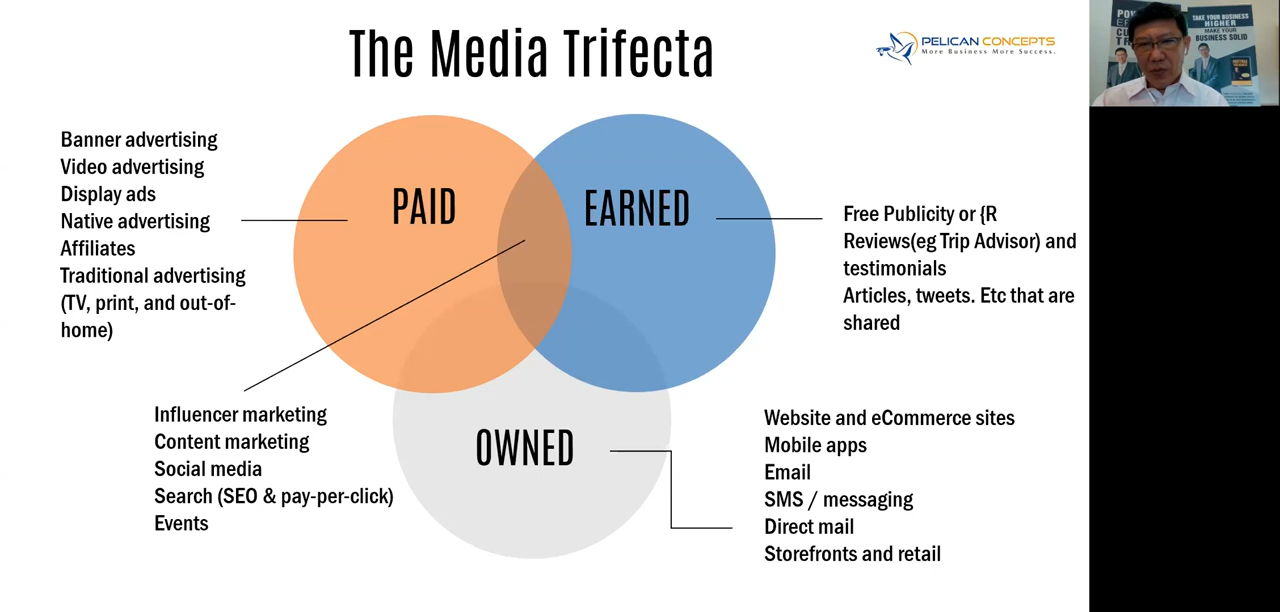 The Media Trifecta
PELICAN CONCEPTS
More Business More Success.
Banner advertising
Video advertising
Display ads
Native advertising
Affiliates
Traditional advertising
(TV, print, and out-of-
home)
PAID
EARNED
OWNED
Free Publicity or {R
Reviews(eg Trip Advisor) and
testimonials
Articles, tweets. Etc that are
shared
Influencer marketing
Content marketing
Social media
Search (SEO & pay-per-click)
Events
Website and eCommerce sites
Mobile apps
Email
SMS / messaging
Direct mail
Storefronts and retail
TAKE YOUR BUSINESS
HIGHER
MAKE YOUR
BUSINESS SOLID